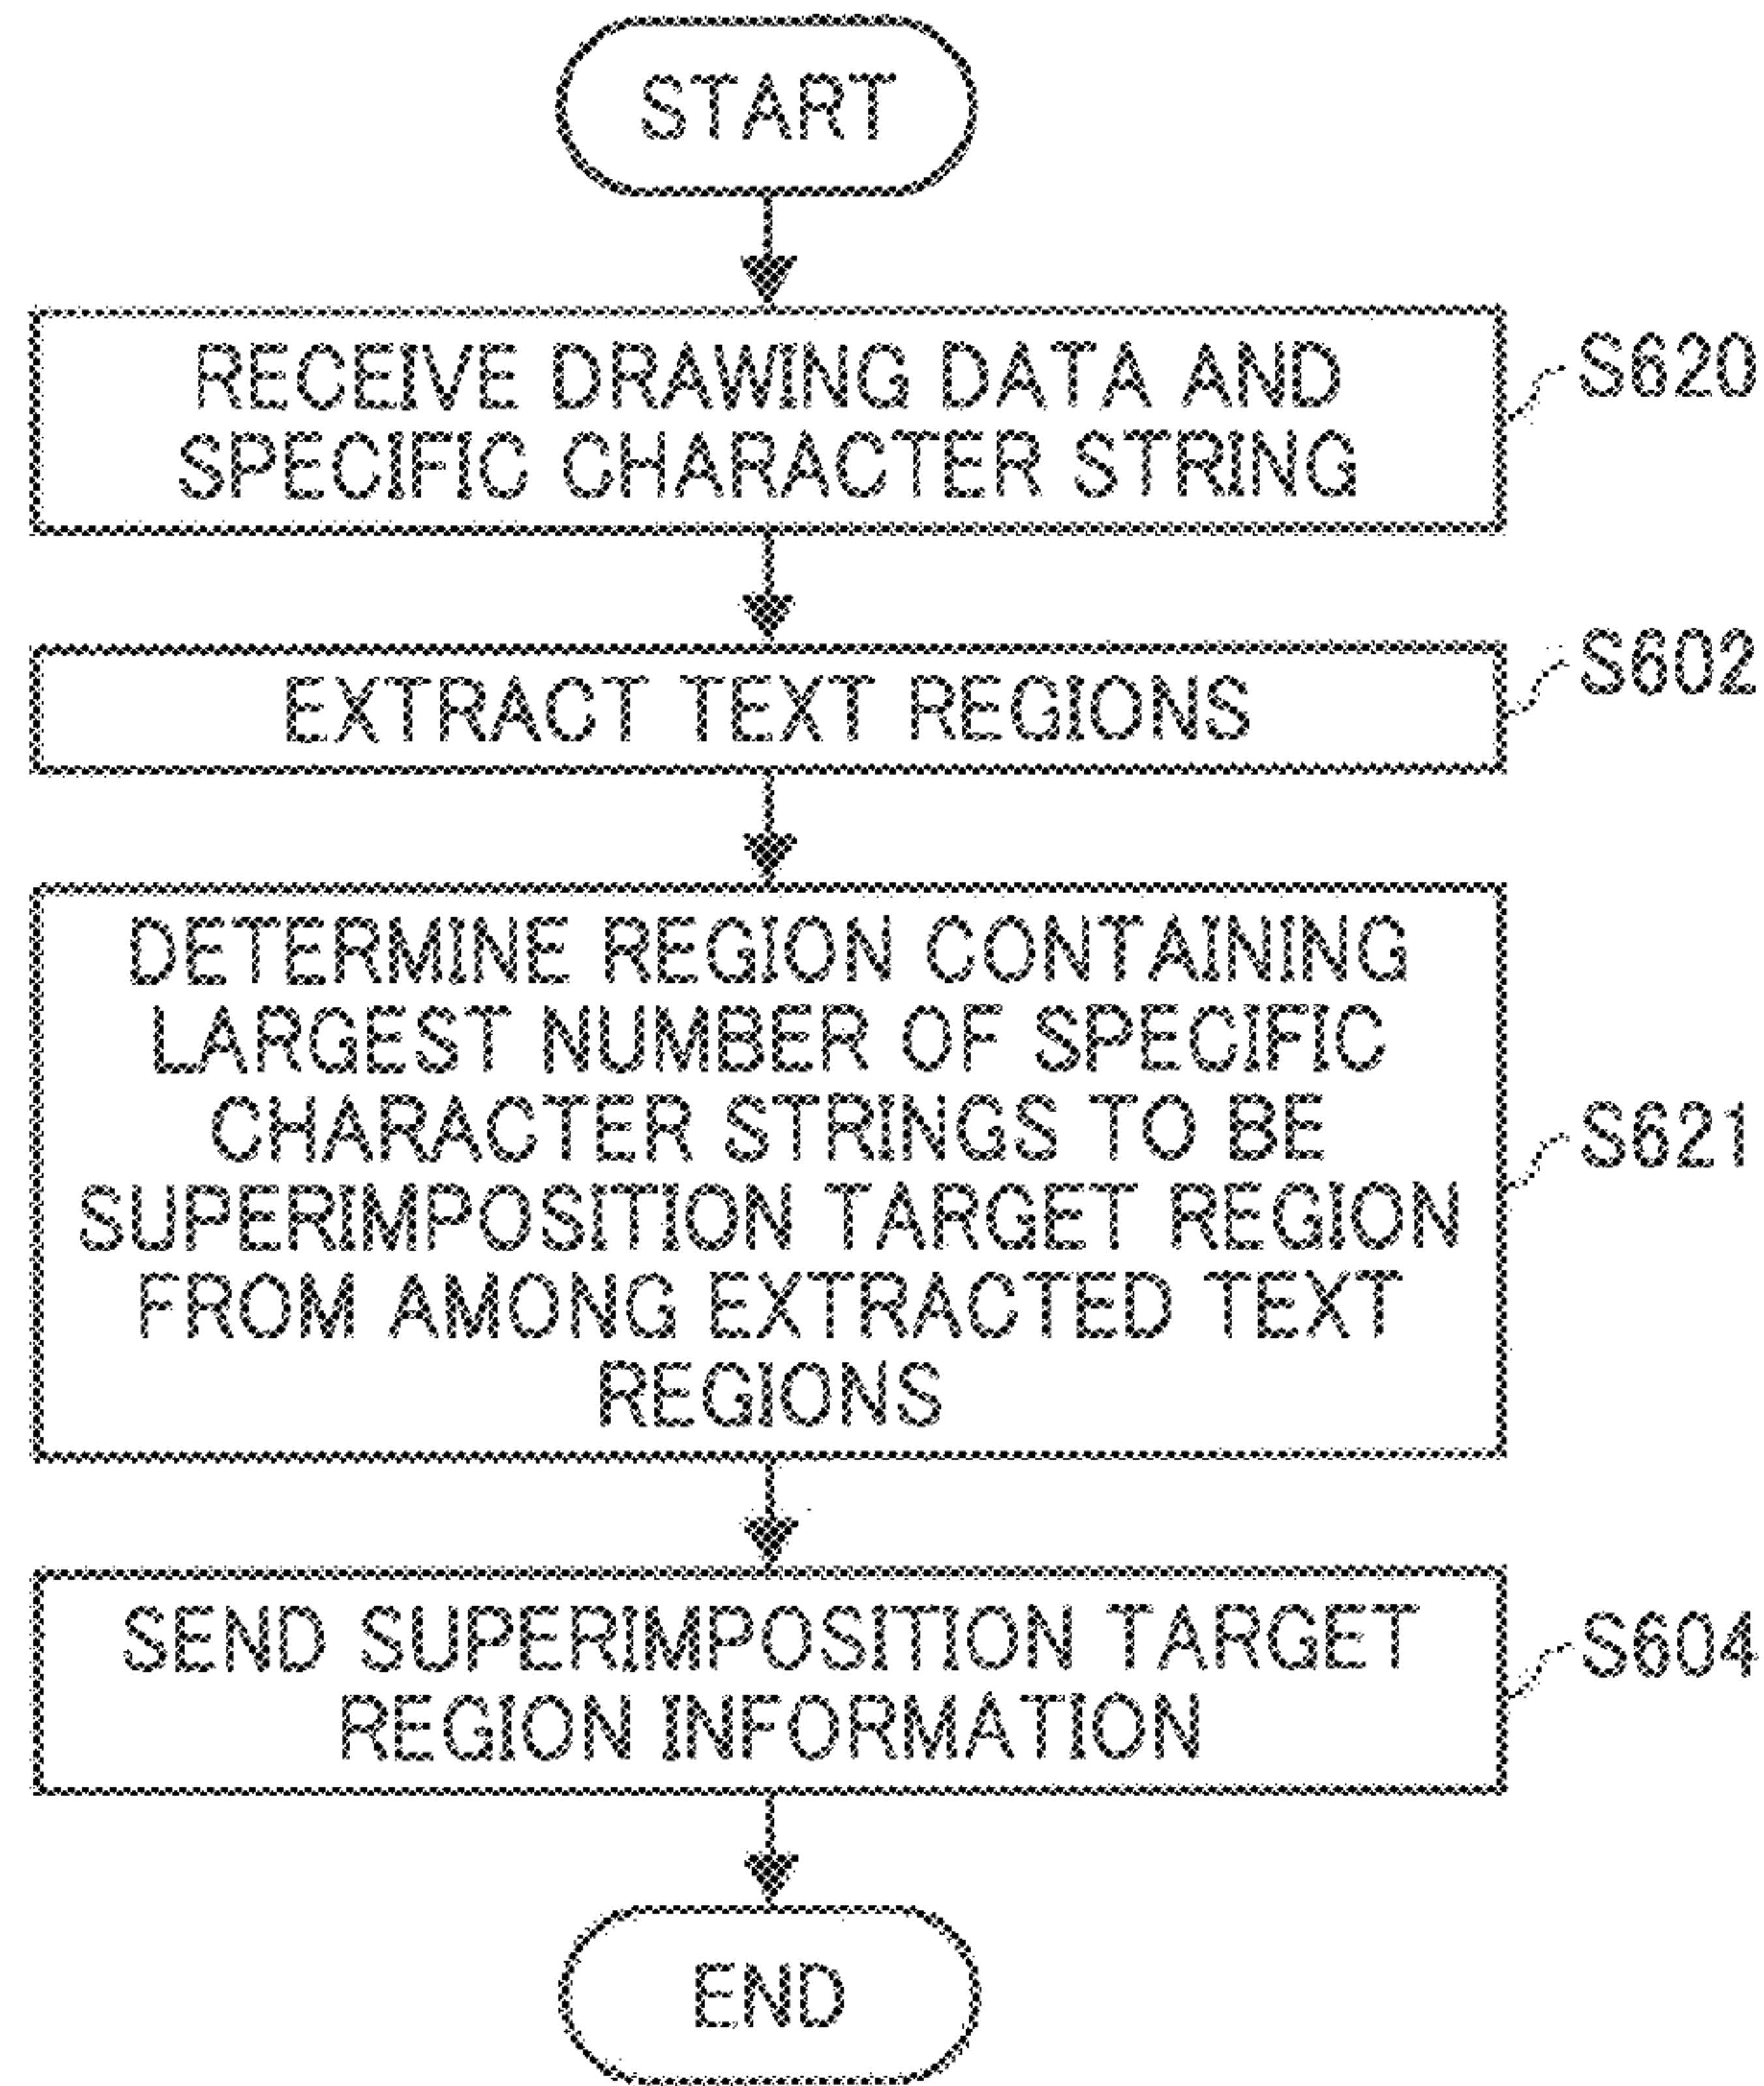 START
RECEIVE DRAWING DATA AND
SPECIFIC CHARACTER STRING
S620
EXTRACT TEXT REGIONS
S602
DETERMINE REGION CONTAINING
LARGEST NUMBER OF SPECIFIC
CHARACTER STRINGS TO BE
SUPERIMPOSITION TARGET REGION
FROM AMONG EXTRACTED TEXT
REGIONS
S621
SEND SUPERIMPOSITION TARGET
REGION INFORMATION
S604
END